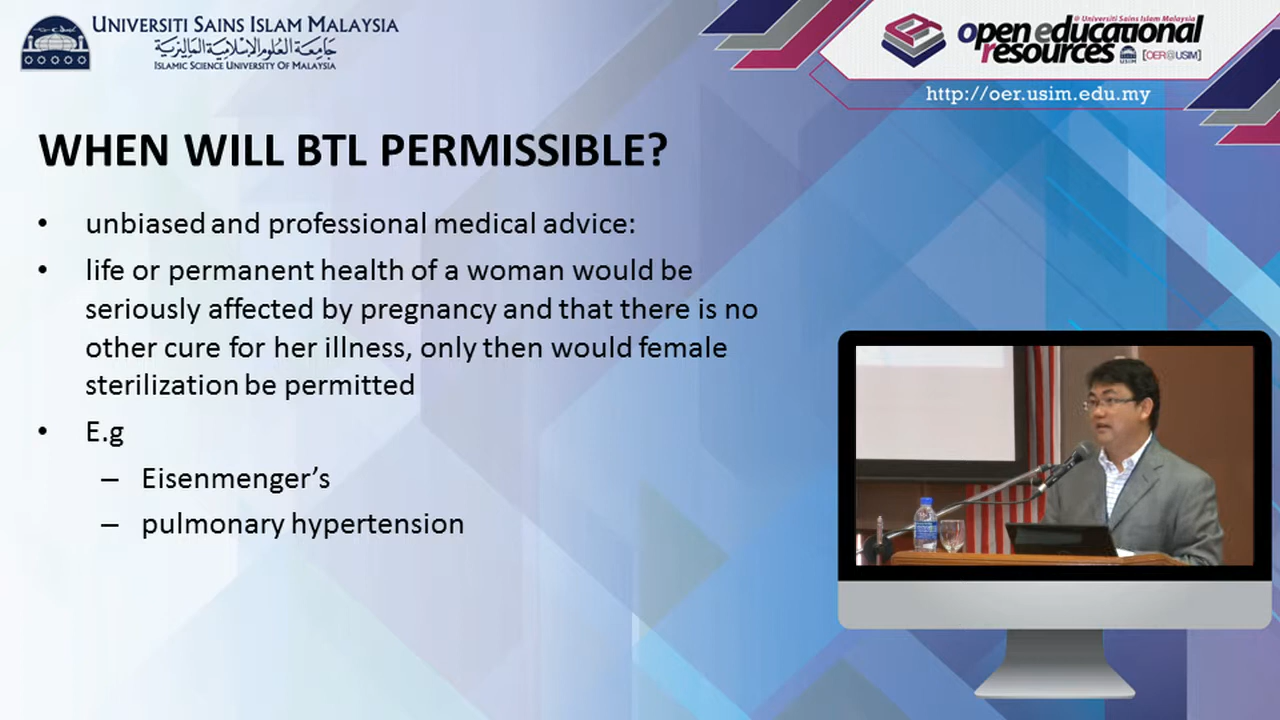 UNIVERSITI SAINS ISLAM MALAYSIA
جامعة العلوم الإسلامية الماليزية
ISLAMIC SCIENCE UNIVERSITY OF MALAYSIA
@ Universiti Sains Islam Malaysia
open educational
resources
USIM
[OER@USIM]
http://oer.usim.edu.my
WHEN WILL BTL PERMISSIBLE?
• unbiased and professional medical advice:
• life or permanent health of a woman would be
seriously affected by pregnancy and that there is no
other cure for her illness, only then would female
sterilization be permitted
• E.g
– Eisenmenger’s
– pulmonary hypertension